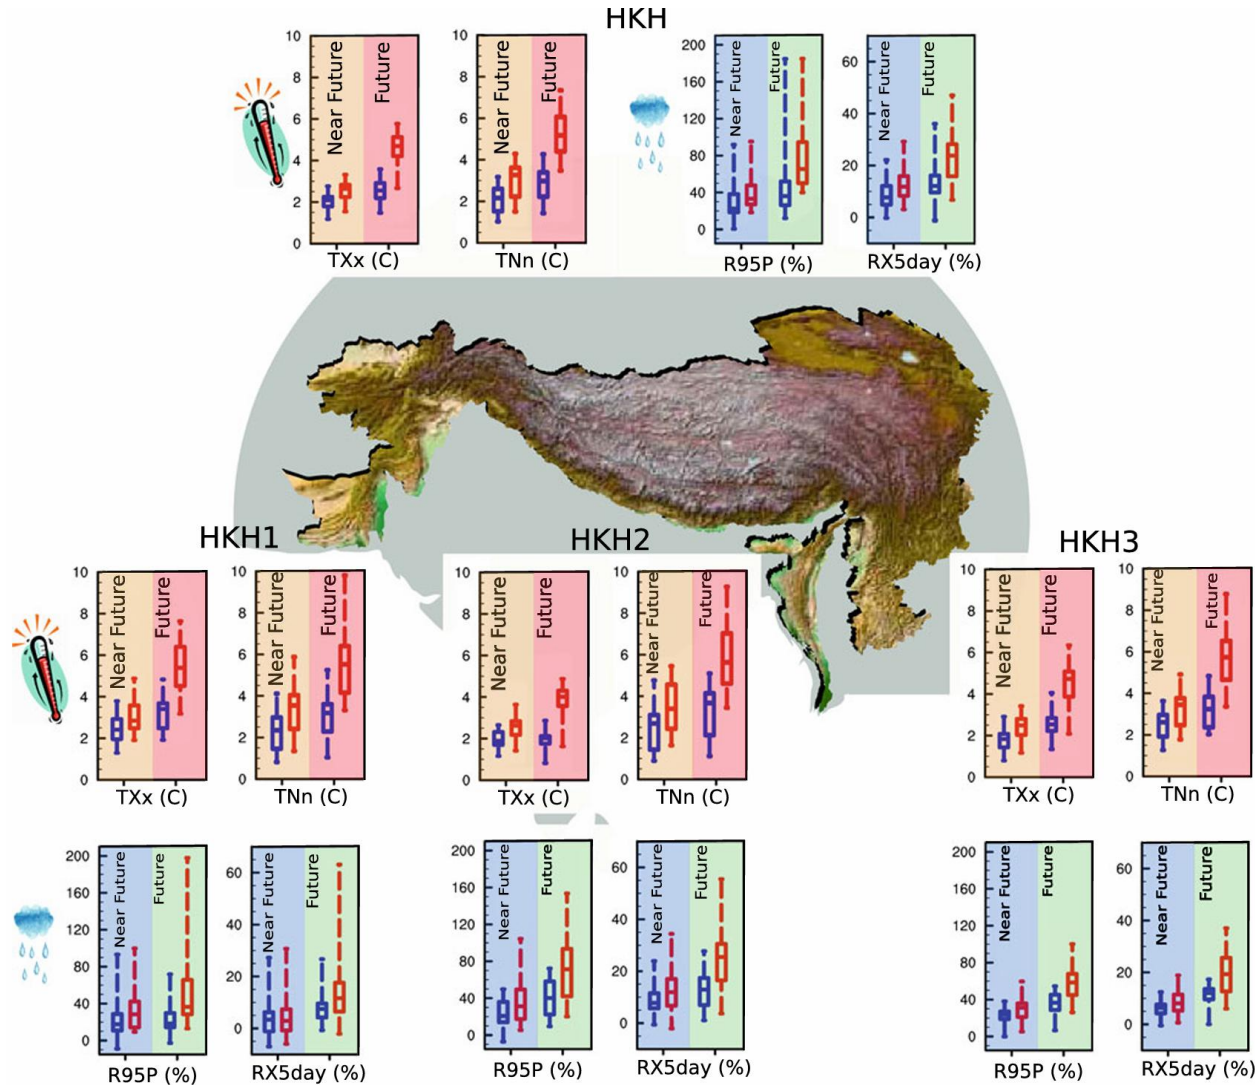 HKH
10
8
6
4
2
0
Near Future
Future
TXx (C)
10
8
6
4
2
0
Near Future
Future
TNn (C)
200
160
120
80
40
0
Near Future
Future
R95P (%)
60
40
20
0
Near Future
Future
RX5day (%)
HKH1
10
8
6
4
2
0
Near Future
Future
TXx (C)
10
8
6
4
2
0
Near Future
Future
TNn (C)
HKH2
10
8
6
4
2
0
Near Future
Future
TXx (C)
10
8
6
4
2
0
Near Future
Future
TNn (C)
HKH3
10
8
6
4
2
0
Near Future
Future
TXx (C)
10
8
6
4
2
0
Near Future
Future
TNn (C)
200
160
120
80
40
0
Near Future
Future
R95P (%)
60
40
20
0
Near Future
Future
RX5day (%)
200
160
120
80
40
0
Near Future
Future
R95P (%)
60
40
20
0
Near Future
Future
RX5day (%)
200
160
120
80
40
0
Near Future
Future
R95P (%)
60
40
20
0
Near Future
Future
RX5day (%)